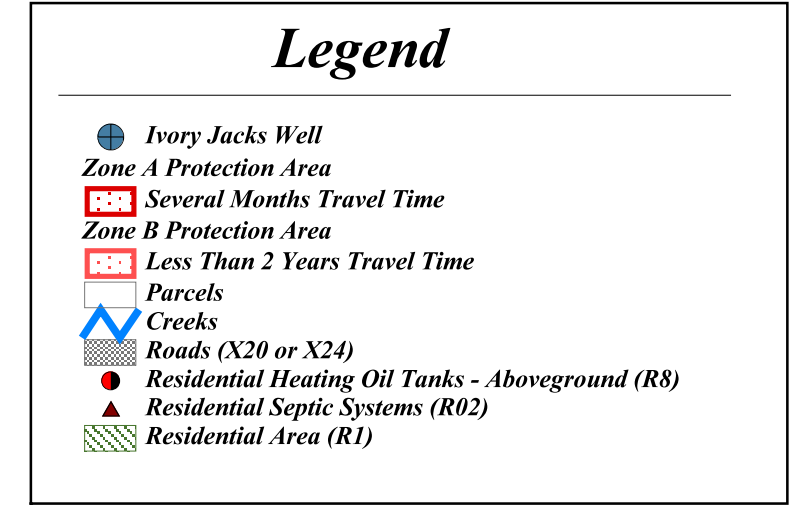 Legend
Ivory Jacks Well
Zone A Protection Area
Several Months Travel Time
Zone B Protection Area
Less Than 2 Years Travel Time
Parcels
Creeks
Roads (X20 or X24)
Residential Heating Oil Tanks - Aboveground (R8)
Residential Septic Systems (R02)
Residential Area (R1)